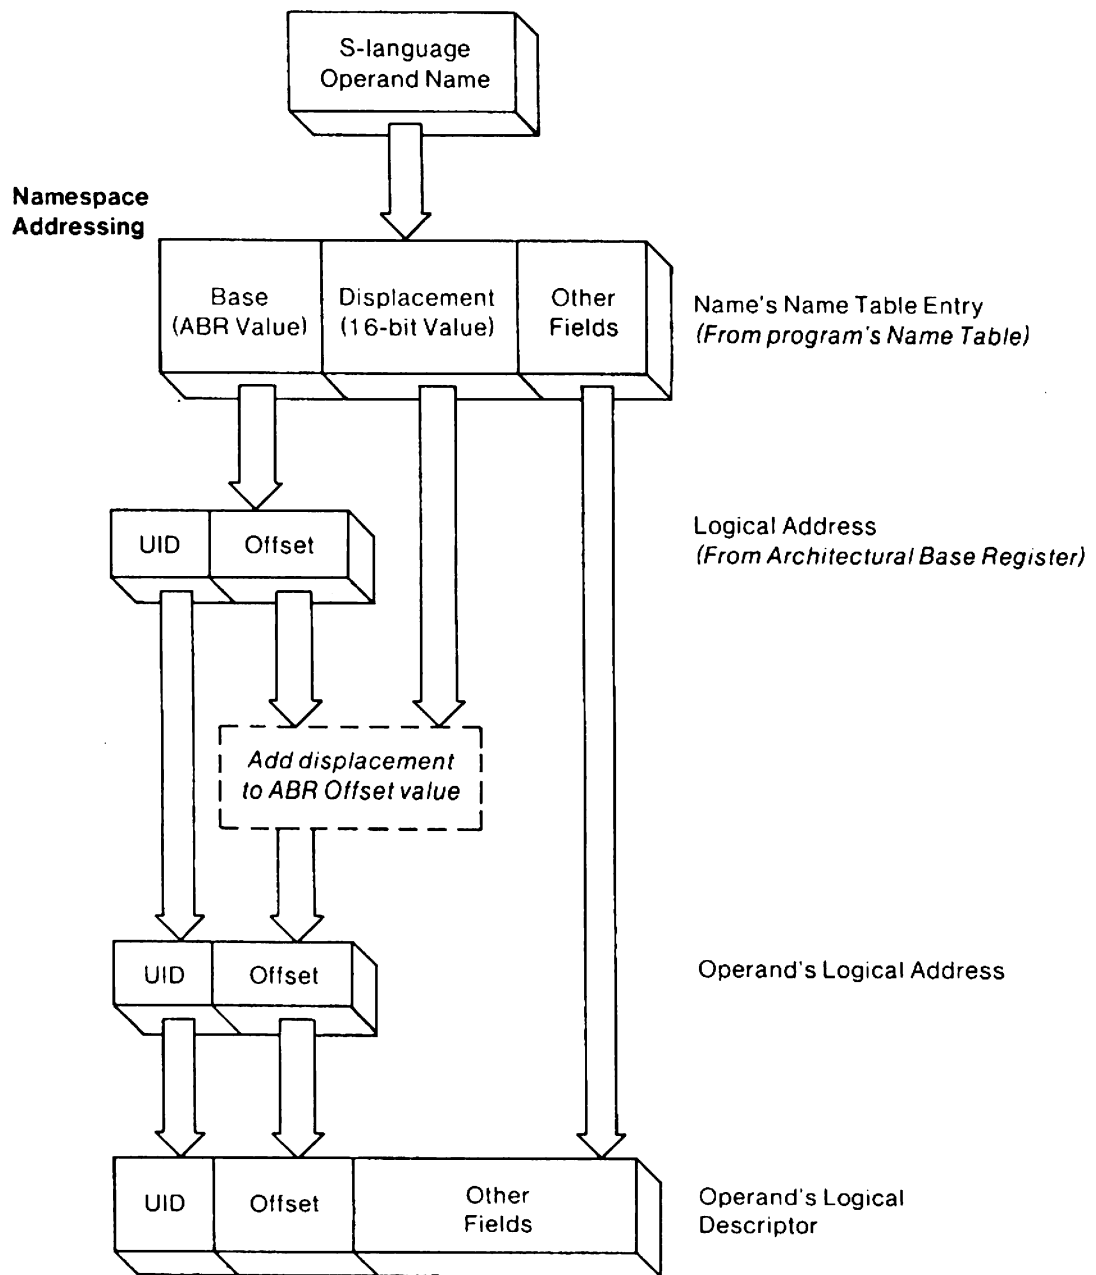 S-language
Operand Name
Namespace
Addressing
Base
(ABR Value)
Displacement
(16-bit Value)
Other
Fields
Name's Name Table Entry
(From program's Name Table)
UID
Offset
Logical Address
(From Architectural Base Register)
Add displacement
to ABR Offset value
UID
Offset
Operand's Logical Address
UID
Offset
Other
Fields
Operand's Logical
Descriptor